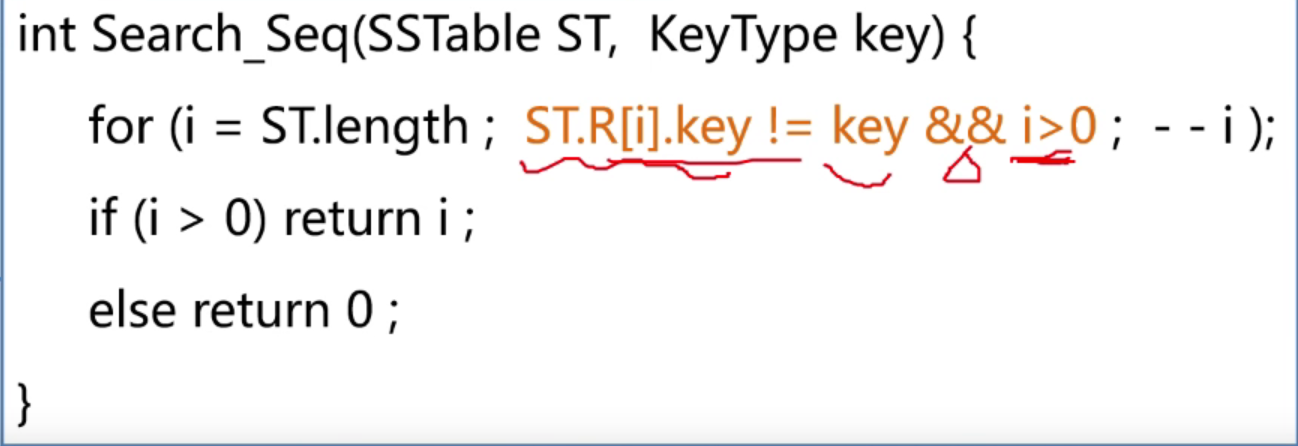 int Search_Seq(SSTable ST, KeyType key) {
for (i = ST.length ; ST.R[i].key != key && i>0 ; - - i );
if (i > 0) return i ;
else return 0 ;
}